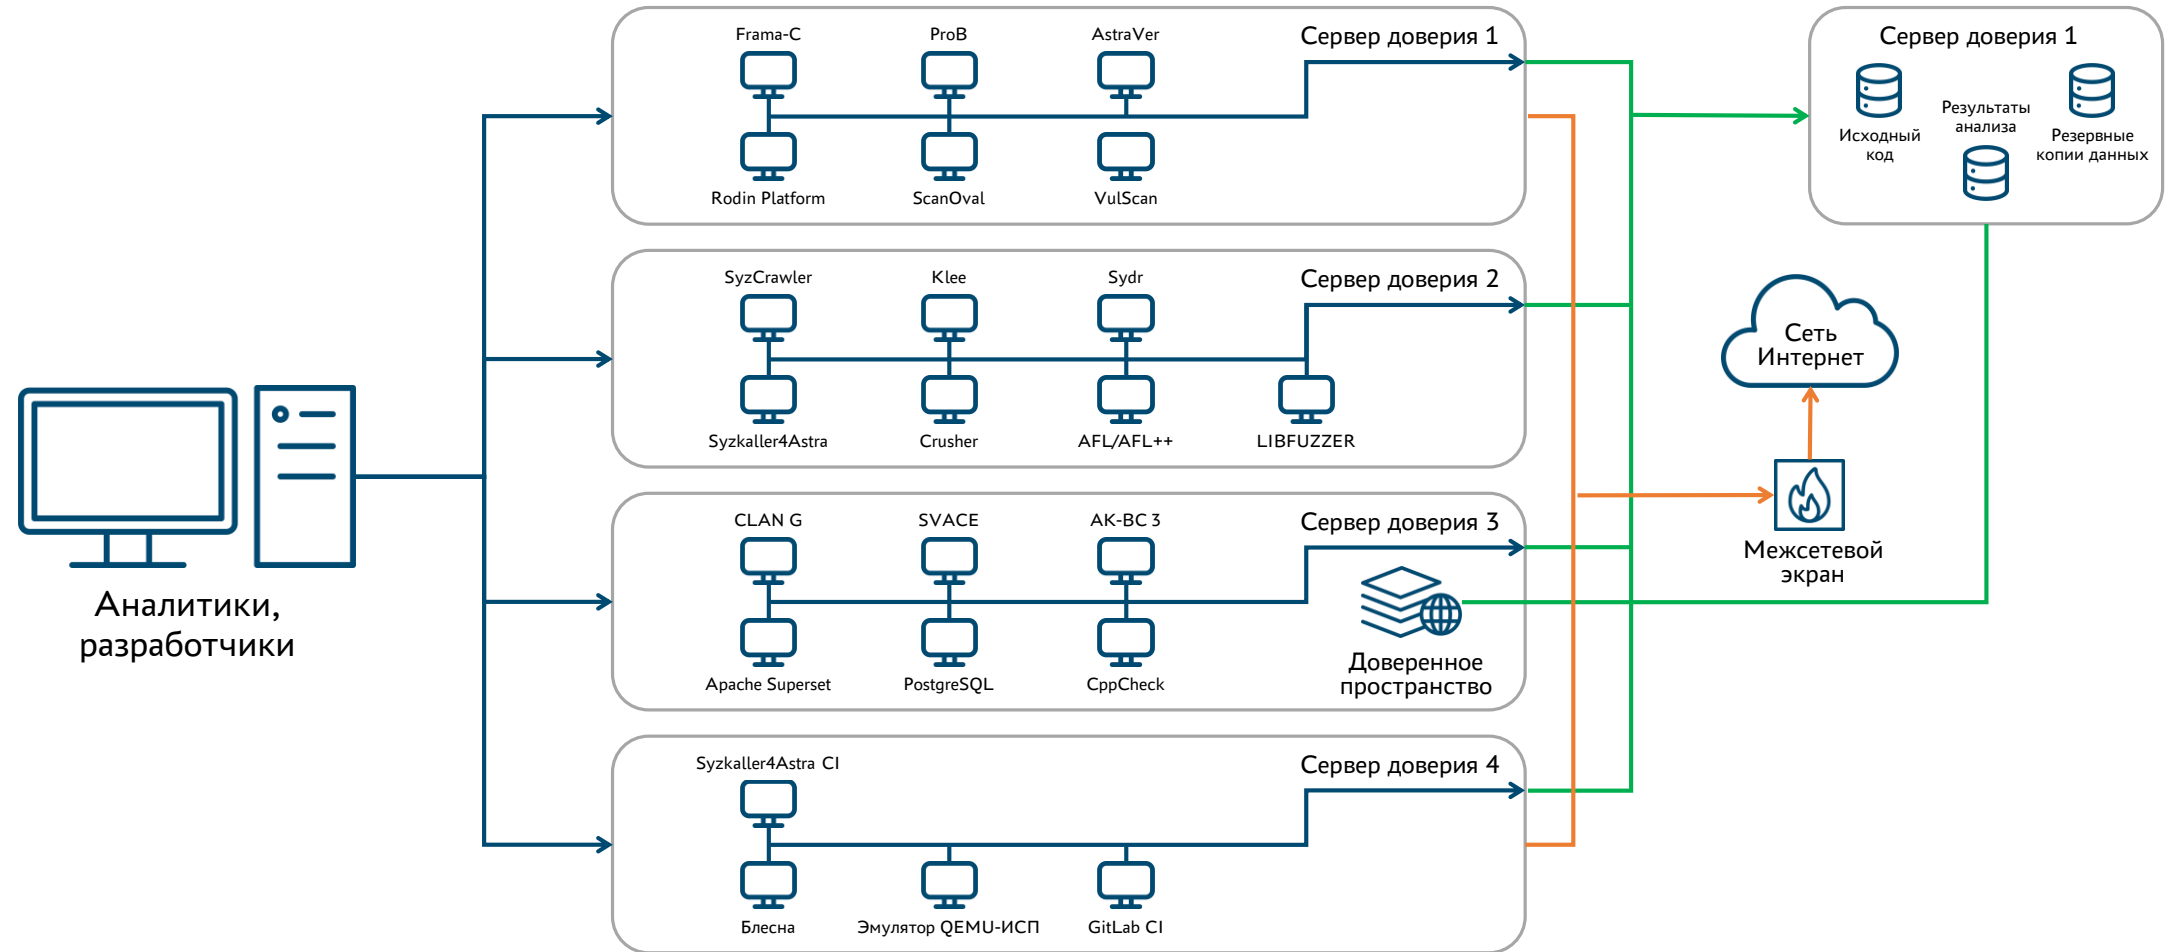 Frama-C
ProB
AstraVer
Сервер доверия 1
Rodin Platform
ScanOval
VulScan
Сервер доверия 1
Исходный
код
Результаты
анализа
Резервные
копии данных
SyzCrawler
Klee
Sydr
Сервер доверия 2
Syzkaller4Astra
Crusher
AFL/AFL++
LIBFUZZER
Сеть
Интернет
Межсетевой
экран
Аналитики,
разработчики
CLAN G
SVACE
АК-ВС 3
Сервер доверия 3
Apache Superset
PostgreSQL
CppCheck
Доверенное
пространство
Syzkaller4Astra CI
Сервер доверия 4
Блесна
Эмулятор QEMU-ИСП
GitLab CI